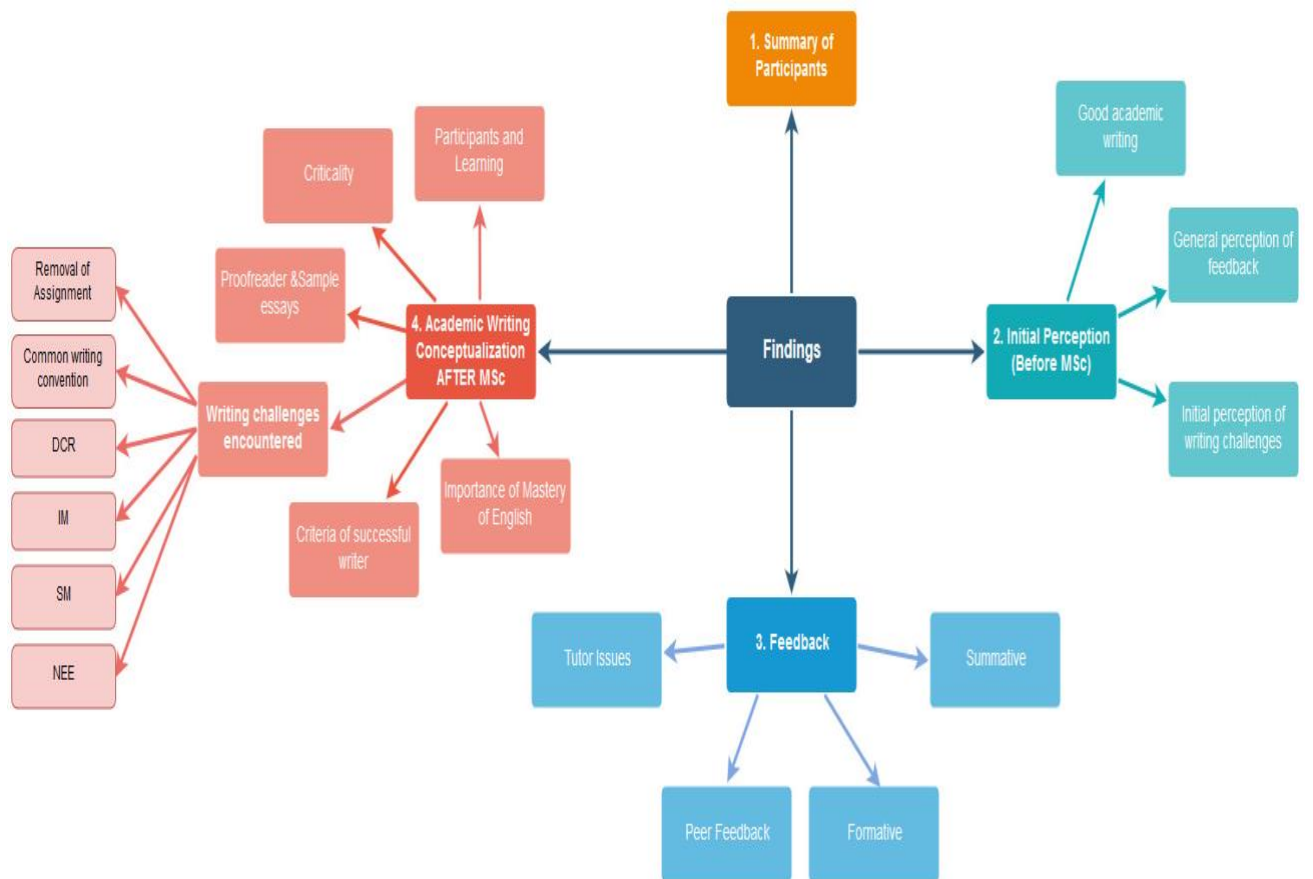 1. Summary of
Participants
Good academic
writing
General perception of
feedback
2. Initial Perception
(Before MSc)
Initial perception of
writing challenges
Findings
Participants and
Learning
Criticality
Proofreader &Sample
essays
4. Academic Writing
Conceptualization
AFTER MSc
Writing challenges
encountered
Removal of
Assignment
Common writing
convention
DCR
IM
SM
NEE
Criteria of successful
writer
Importance of Mastery
of English
3. Feedback
Tutor Issues
Summative
Peer Feedback
Formative